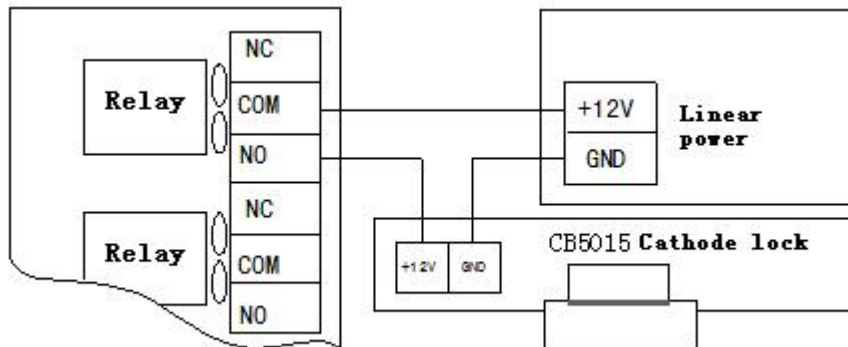 NC
Relay
COM
NO
+12V
GND
Linear
power
NC
Relay
COM
NO
+12V
GND
CB5015 Cathode lock